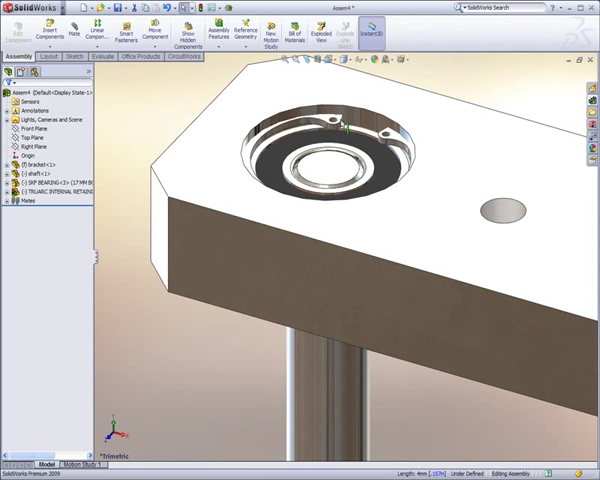 SolidWorks
Assem4 *
SolidWorks Search
Edit Component
Insert Components
Mate
Linear Compon...
Smart Fasteners
Move Component
Show Hidden Components
Assembly Features
Reference Geometry
New Motion Study
Bill of Materials
Exploded View
Explode Line Sketch
Instant3D
Assembly
Layout
Sketch
Evaluate
Office Products
CircuitWorks
Assem4 (Default<Display State-1>
Sensors
Annotations
Lights, Cameras and Scene
Front Plane
Top Plane
Right Plane
Origin
(f) bracket<1>
(-) shaft<1>
(-) SKF BEARING<3> (17 MM BO
(-) TRUARC INTERNAL RETAINI
Mates
*Trimetric
Model
Motion Study 1
SolidWorks Premium 2009
Length: 4mm [.157in]
Under Defined
Editing Assembly